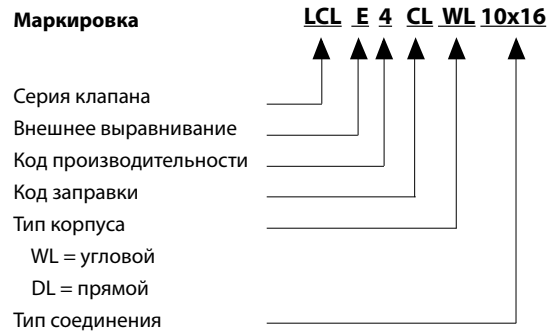 Маркировка LCL E 4 CL WL 10x16
Серия клапана
Внешнее выравнивание
Код производительности
Код заправки
Тип корпуса
WL = угловой
DL = прямой
Тип соединения